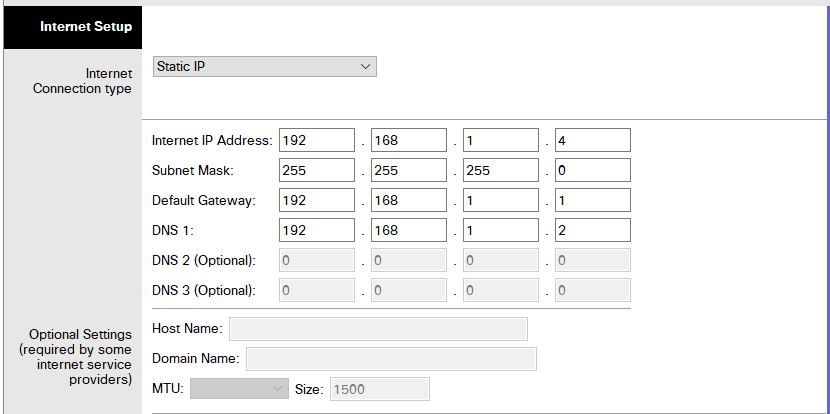 Internet Setup
Internet
Connection type
Static IP
Internet IP Address: 192 . 168 . 1 . 4
Subnet Mask: 255 . 255 . 255 . 0
Default Gateway: 192 . 168 . 1 . 1
DNS 1: 192 . 168 . 1 . 2
DNS 2 (Optional): 0 . 0 . 0 . 0
DNS 3 (Optional): 0 . 0 . 0 . 0
Optional Settings
(required by some
internet service
providers)
Host Name:
Domain Name:
MTU: Size: 1500